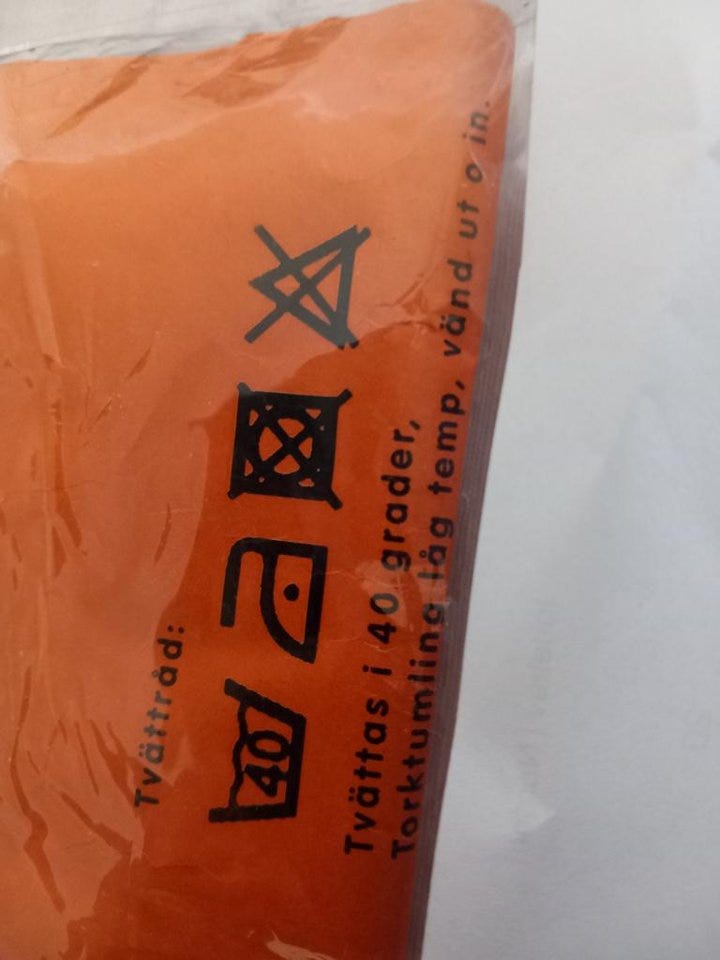 Tvättråd:
40
Tvättas i 40 grader,
Torktumling låg temp, vänd ut o in.